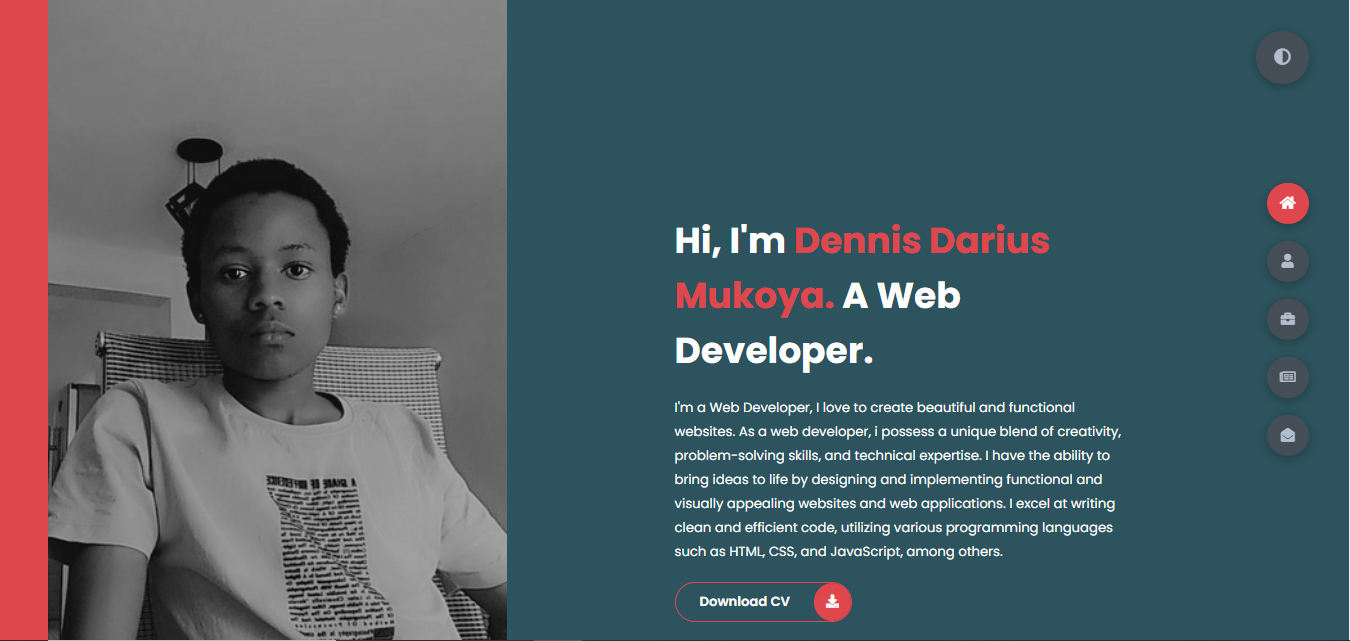 Hi, I'm Dennis Darius
Mukoya. A Web
Developer.
I'm a Web Developer, I love to create beautiful and functional
websites. As a web developer, i possess a unique blend of creativity,
problem-solving skills, and technical expertise. I have the ability to
bring ideas to life by designing and implementing functional and
visually appealing websites and web applications. I excel at writing
clean and efficient code, utilizing various programming languages
such as HTML, CSS, and JavaScript, among others.
Download CV
A SHADE OF DIFFERENCE